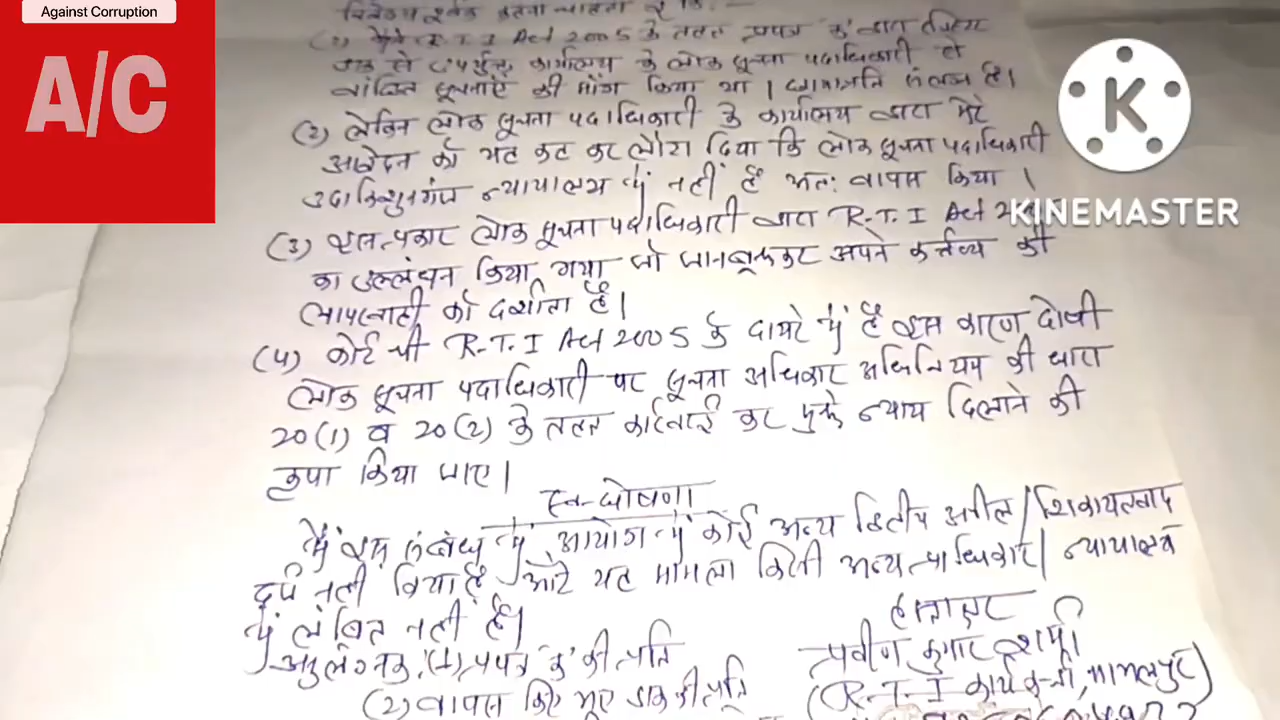 Against Corruption
A/C
K
KINEMASTER
निवेदन पूर्वक कहना चाहता हूँ कि:-
(1) मैंने R.T.I Act 2005 के तहत प्रपत्र 'क' द्वारा
डाक से उपर्युक्त कार्यालय के लोक सूचना पदाधिकारी से
वांछित सूचनाएं की मांग किया था। छायाप्रति संलग्न है।
(2) लेकिन लोक सूचना पदाधिकारी के कार्यालय द्वारा मेरे
आवेदन को यह कह कर लौटा दिया कि लोक सूचना पदाधिकारी
उदाकिशुनगंज न्यायालय में नहीं हैं अतः वापस किया।
(3) इस प्रकार लोक सूचना पदाधिकारी द्वारा R.T.I Act
का उल्लंघन किया गया जो जानबूझकर अपने कर्त्तव्य की
लापरवाही को दर्शाता है।
(4) कोर्ट भी R.T.I Act 2005 के दायरे में है इस कारण दोषी
लोक सूचना पदाधिकारी पर सूचना अधिकार अधिनियम की धारा
20(1) व 20(2) के तहत कार्रवाई कर मुझे न्याय दिलाने की
कृपा किया जाए।
स्व-घोषणा
मैं इस संबंध में आयोग में कोई अन्य द्वितीय अपील/शिकायतवाद
दर्ज नहीं किया है और यह मामला किसी अन्य प्राधिकार/न्यायालय
में लंबित नहीं है।
अनुलग्नक:(1) प्रपत्र 'क' की प्रति
(2) वापस किए हुए डाक की प्रति
हस्ताक्षर
प्रवीण कुमार शर्मा
(R.T.I कार्यकर्त्ता,